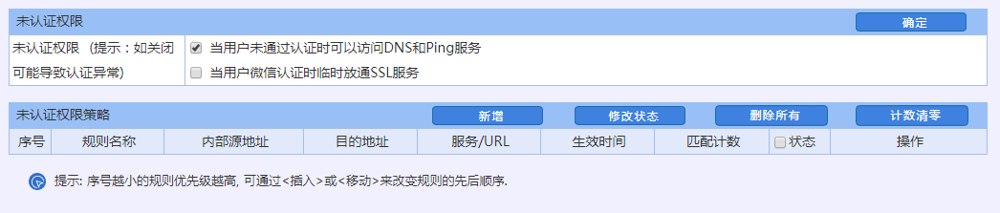 未认证权限 确定
未认证权限 (提示：如关闭可能导致认证异常)
当用户未通过认证时可以访问DNS和Ping服务
当用户微信认证时临时放通SSL服务
未认证权限策略 新增 修改状态 删除所有 计数清零
序号 规则名称 内部源地址 目的地址 服务/URL 生效时间 匹配计数 状态 操作
提示: 序号越小的规则优先级越高, 可通过<插入>或<移动>来改变规则的先后顺序.